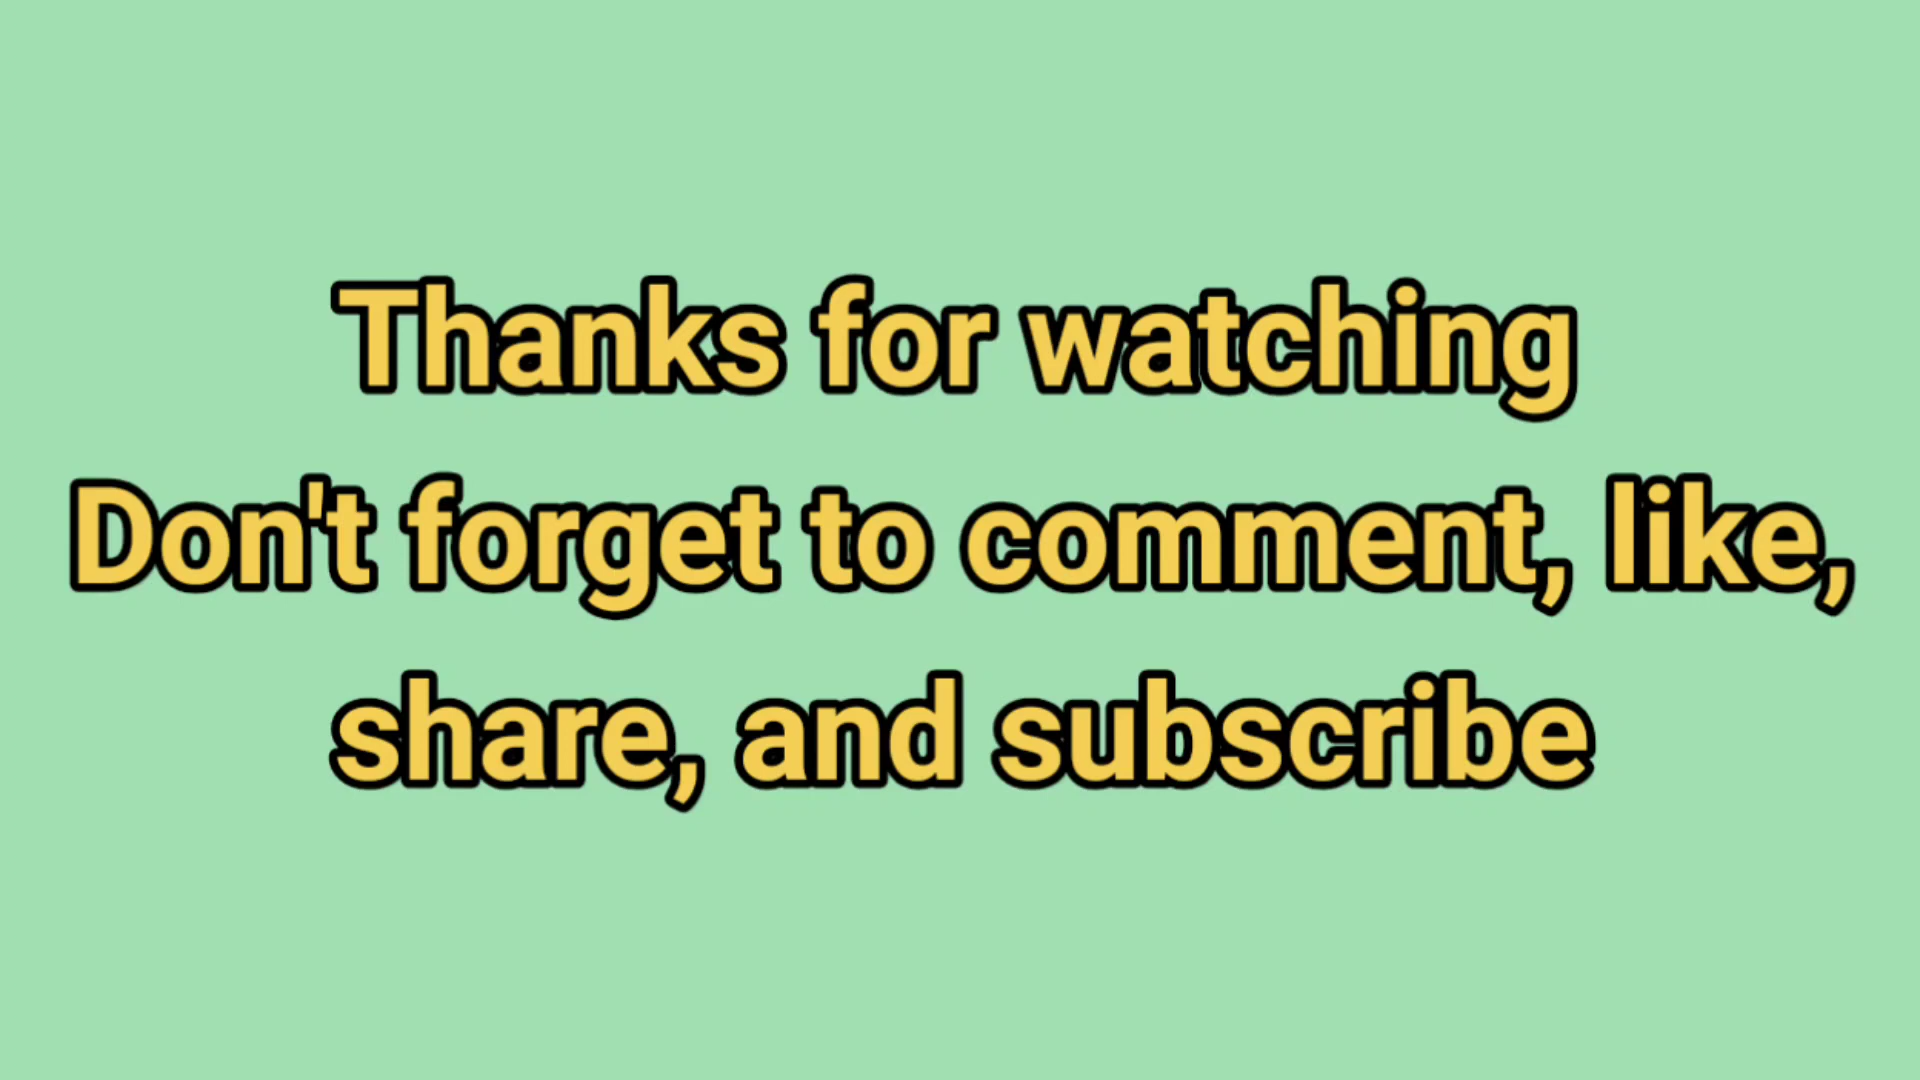 Thanks for watching
Don't forget to comment, like,
share, and subscribe